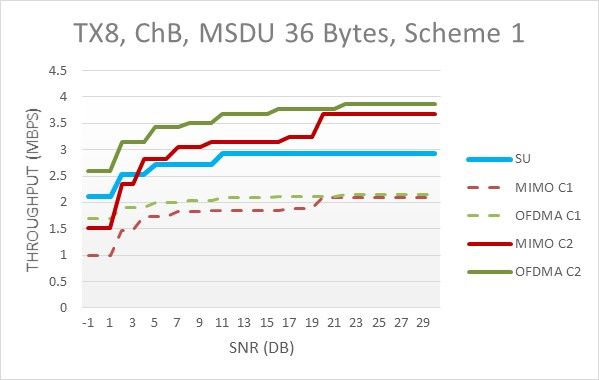 TX8, ChB, MSDU 36 Bytes, Scheme 1
THROUGHPUT (MBPS)
4.5
4
3.5
3
2.5
2
1.5
1
0.5
0
-1 1 3 5 7 9 11 13 15 17 19 21 23 25 27 29
SNR (DB)
SU
MIMO C1
OFDMA C1
MIMO C2
OFDMA C2